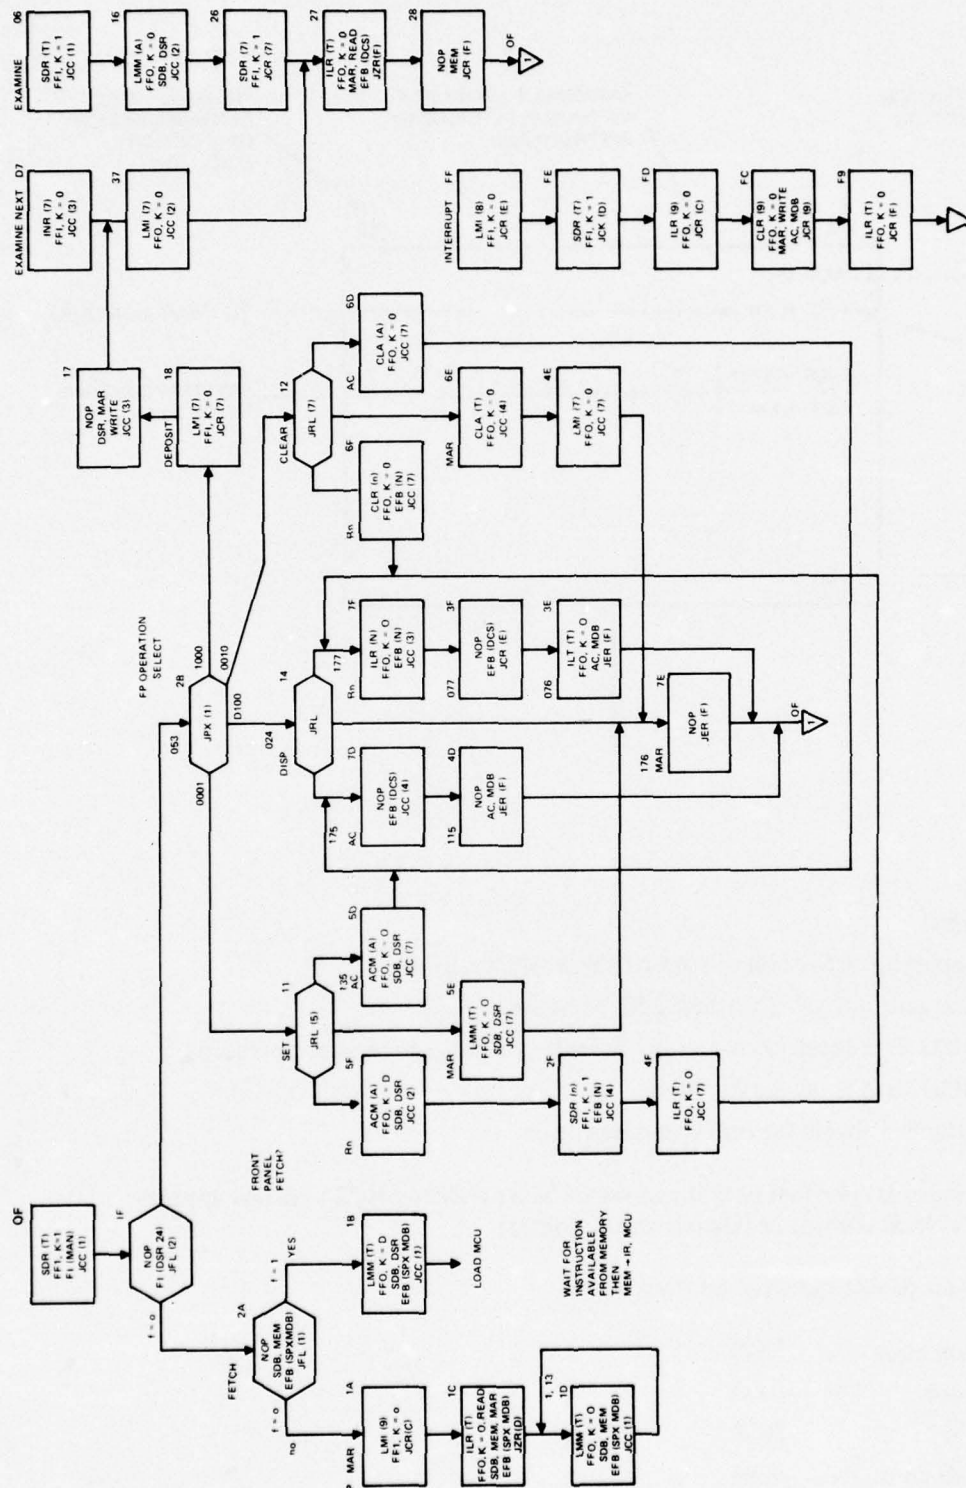 OF
SDR (T)
FF1, K=1
F1 (MAN)
JCC (1)
1F
NOP
F1 (DSR 24)
JFL (2)
f = o
FETCH
2A
NOP
SDB, MEM
EFB (SPXMDB)
JFL (1)
f = o
no
f = 1
YES
FRONT
PANEL
FETCH?
P MAR
1A
LMI (9)
FF1, K = o
JCR(C)
1C
ILR (T)
FFO, K = O. READ
SDB, MEM, MAR
EFB (SPX MDB)
JZR(D)
1, 13
1D
LMM (T)
FFO, K = O
SDB, MEM
EFB (SPX MDB)
JCC (1)
1B
LMM (T)
FFO, K = D
SDB, DSR
EFB (SPX MDB)
JCC (1)
LOAD MCU
WAIT FOR
INSTRUCTION
AVAILABLE
FROM MEMORY
THEN
MEM → IR, MCU
FP OPERATION
SELECT
053
2B
JPX (1)
0001
D100
1000
0010
SET
11
JRL (5)
Rn
5F
ACM (A)
FFO, K = D
SDB, DSR
JCC (2)
2F
SDR (n)
FFI, K = 1
EFB (N)
JCC (4)
4F
ILR (T)
FFO, K = O
JCC (7)
MAR
5E
LMM (T)
FFO, K = O
SDB, DSR
JCC (7)
135
AC
5D
ACM (A)
FFO, K = O
SDB, DSR
JCC (7)
DISP
024
14
JRL
175
AC
7D
NOP
EFB (DCS)
JCC (4)
115
4D
NOP
AC, MDB
JER (F)
177
Rn
7F
ILR (N)
FFO, K = O
EFB (N)
JCC (3)
077
3F
NOP
EFB (DCS)
JCR (E)
076
3E
ILT (T)
FFO, K = O
AC, MDB
JER (F)
176
MAR
7E
NOP
JER (F)
OF
1
CLEAR
12
JRL (7)
Rn
6F
CLR (n)
FFO, K = 0
EFB (N)
JCC (7)
MAR
6E
CLA (T)
FFO, K = 0
JCC (4)
4E
LMI (7)
FFO, K = 0
JCC (7)
AC
6D
CLA (A)
FFO, K = 0
JCC (7)
DEPOSIT
18
LMI (7)
FFI, K = 0
JCR (7)
17
NOP
DSR, MAR
WRITE
JCC (3)
EXAMINE NEXT
D7
INR (7)
FFI, K = 0
JCC (3)
37
LMI (7)
FFO, K = 0
JCC (2)
EXAMINE
06
SDR (T)
FFI, K = 1
JCC (1)
16
LMM (A)
FFO, K = 0
SDB, DSR
JCC (2)
26
SDR (7)
FFI, K = 1
JCR (7)
27
ILR (T)
FFO, K = 0
MAR, READ
EFB (DCS)
JZR(F)
28
NOP
MEM
JCR (F)
OF
1
INTERRUPT
FF
LMI (8)
FFI, K = 0
JCR (E)
FE
SDR (T)
FFI, K = 1
JCK (D)
FD
ILR (9)
FFO, K = 0
JCR (C)
FC
CLR (9)
FFO, K = 0
MAR, WRITE
AC, MDB
JCR (9)
F9
ILR (T)
FFO, K = 0
JCR (F)